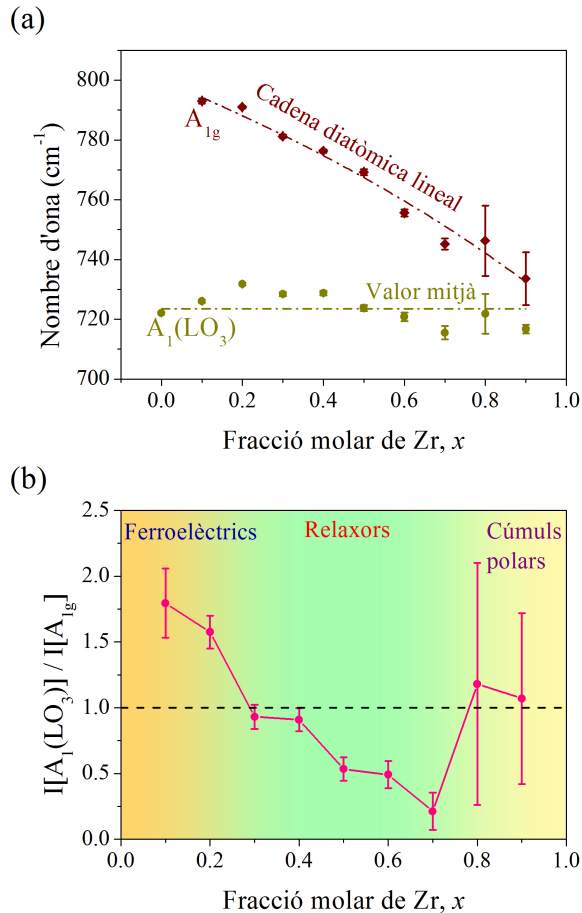 (a)
800
780
760
740
720
700
Nombre d'ona (cm⁻¹)
A₁g
Cadena diatòmica lineal
Valor mitjà
A₁(LO₃)
0.0 0.2 0.4 0.6 0.8 1.0
Fracció molar de Zr, x
(b)
2.5
2.0
1.5
1.0
0.5
0.0
I[A₁(LO₃)] / I[A₁g]
Ferroelèctrics
Relaxors
Cúmuls
polars
0.0 0.2 0.4 0.6 0.8 1.0
Fracció molar de Zr, x